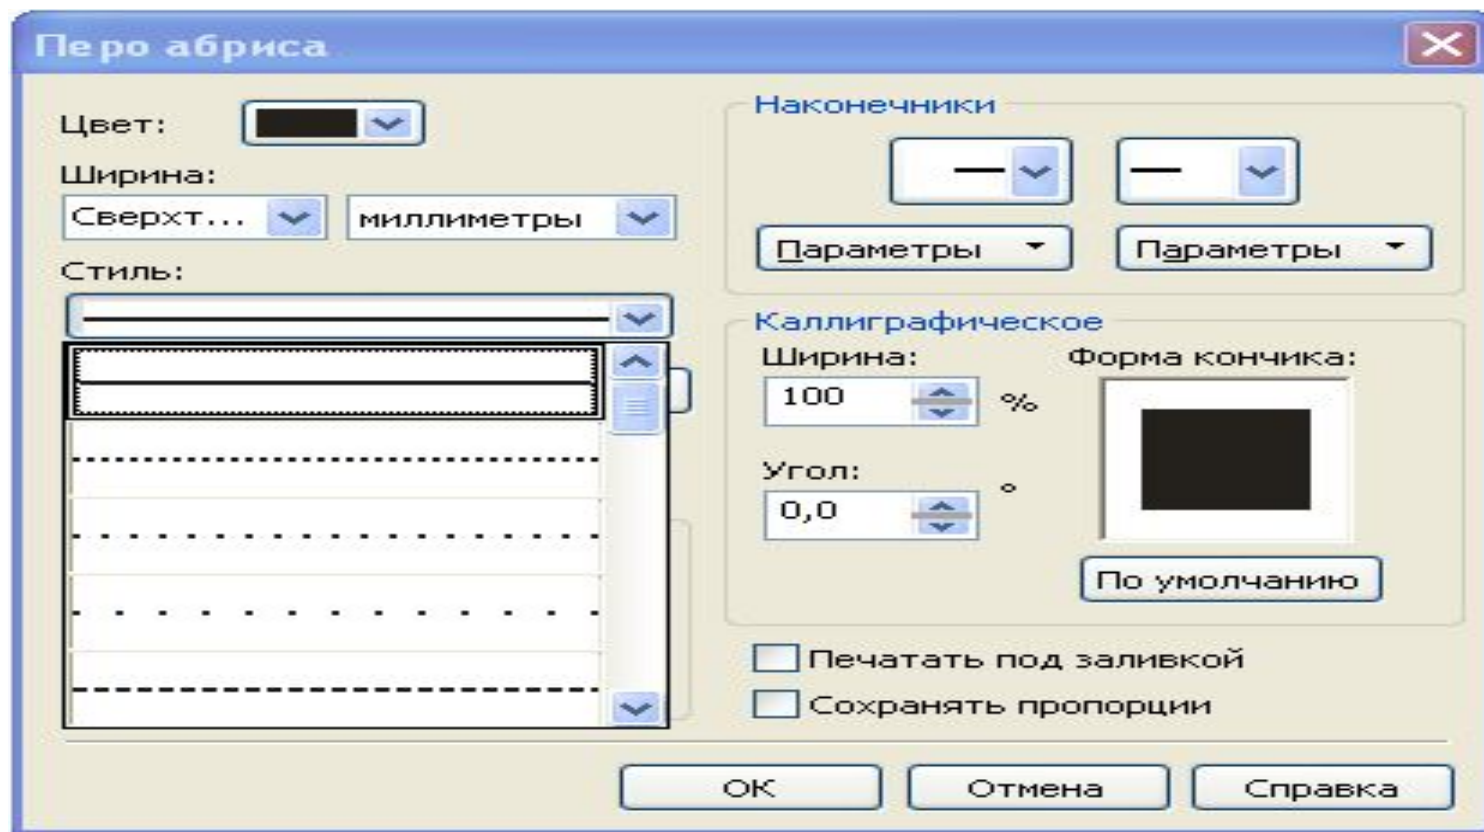 Перо абриса
Цвет:
Ширина:
Сверхт... миллиметры
Стиль:
Наконечники
Параметры Параметры
Каллиграфическое
Ширина: Форма кончика:
100 %
Угол:
0,0 °
По умолчанию
Печатать под заливкой
Сохранять пропорции
ОК Отмена Справка